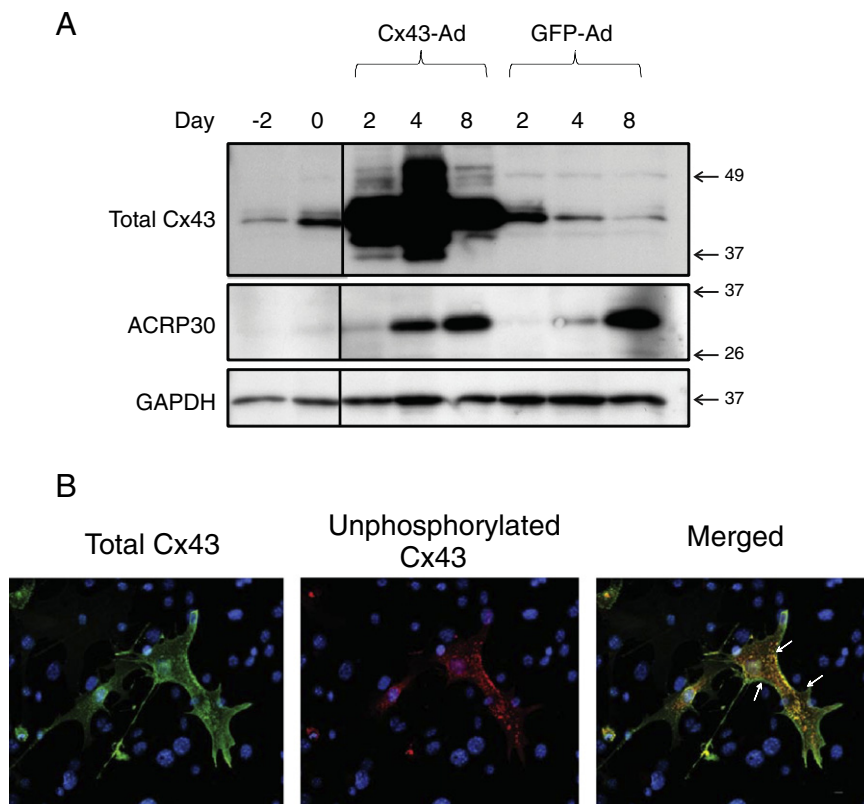 A
Cx43-Ad GFP-Ad
Day -2 0 2 4 8 2 4 8
Total Cx43
← 49
← 37
ACRP30
← 37
← 26
GAPDH
← 37
B
Total Cx43
Unphosphorylated
Cx43
Merged